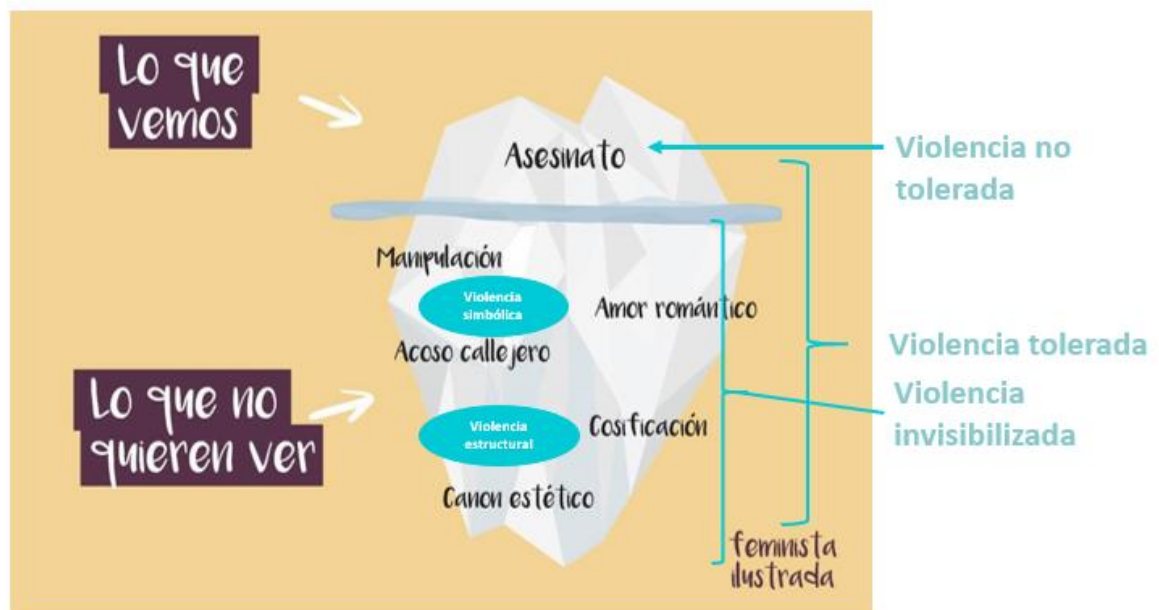 Lo que
vemos
Asesinato
Violencia no
tolerada
Manipulación
Violencia
simbólica
Amor romántico
Acoso callejero
Violencia tolerada
Lo que no
quieren ver
Violencia
estructural
Cosificación
Violencia
invisibilizada
Canon estético
feminista
ilustrada